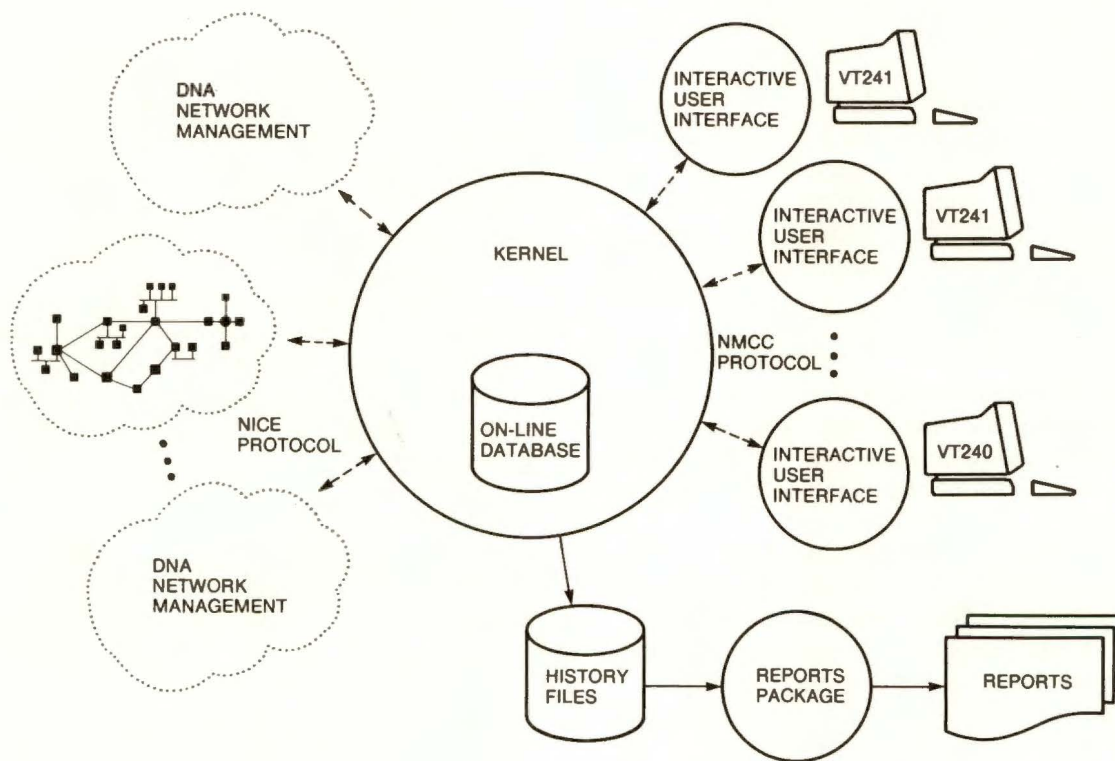 DNA
NETWORK
MANAGEMENT
INTERACTIVE
USER
INTERFACE
VT241
INTERACTIVE
USER
INTERFACE
VT241
KERNEL
NMCC
PROTOCOL
NICE
PROTOCOL
ON-LINE
DATABASE
INTERACTIVE
USER
INTERFACE
VT240
DNA
NETWORK
MANAGEMENT
HISTORY
FILES
REPORTS
PACKAGE
REPORTS